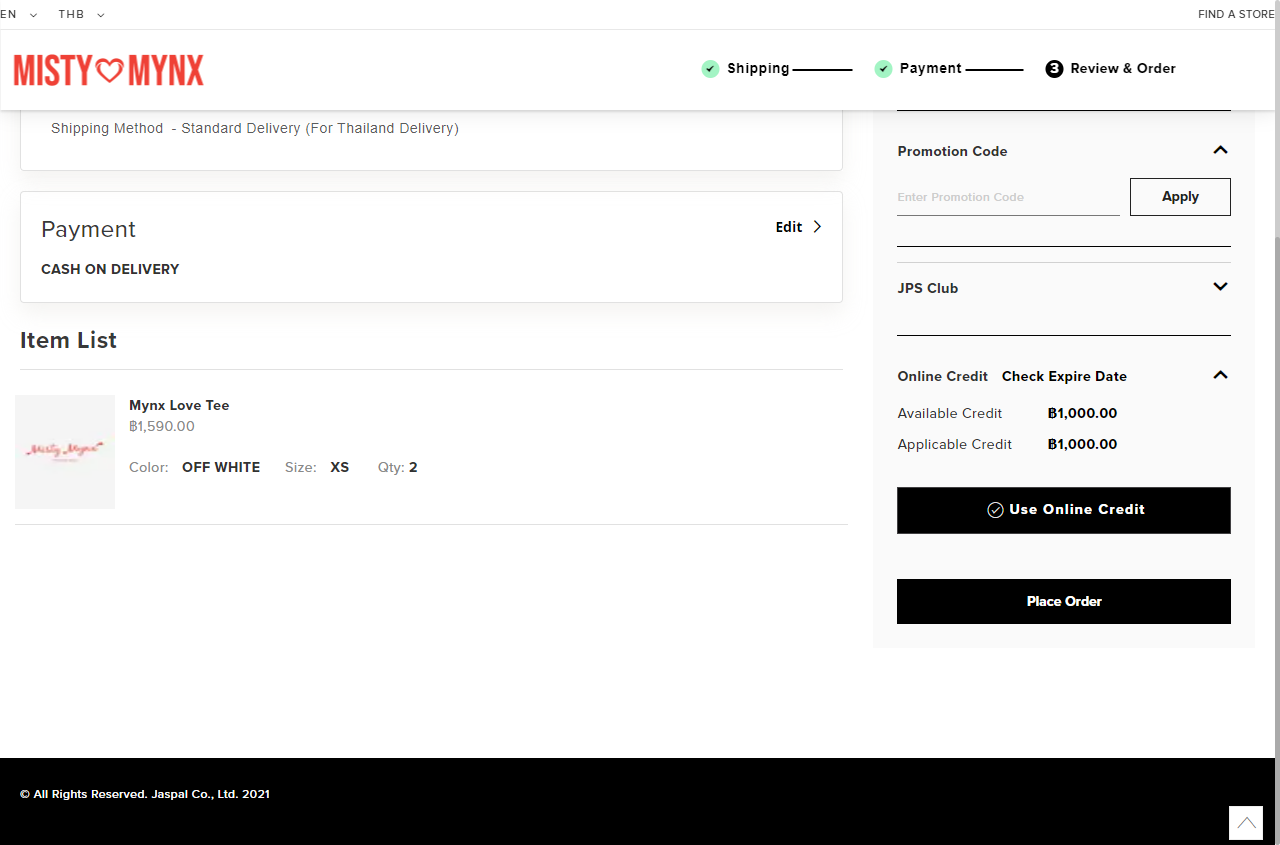 EN THB FIND A STORE
MISTY MYNX
Shipping Payment 3 Review & Order
Shipping Method - Standard Delivery (For Thailand Delivery)
Payment Edit
CASH ON DELIVERY
Item List
Mynx Love Tee
฿1,590.00
Misty Mynx
Color: OFF WHITE Size: XS Qty: 2
Promotion Code
Enter Promotion Code Apply
JPS Club
Online Credit Check Expire Date
Available Credit ฿1,000.00
Applicable Credit ฿1,000.00
Use Online Credit
Place Order
© All Rights Reserved. Jaspal Co., Ltd. 2021